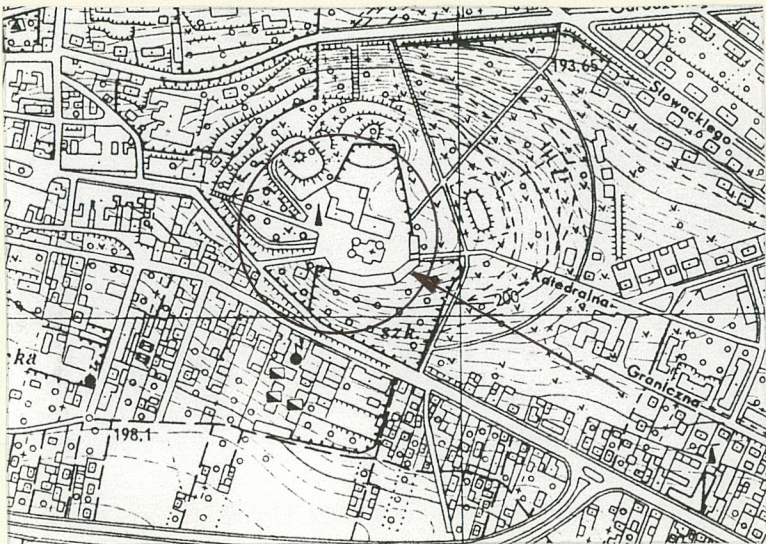 193,65
Słowackiego
Katedralna
200
szk.
Graniczna
ka
198,1